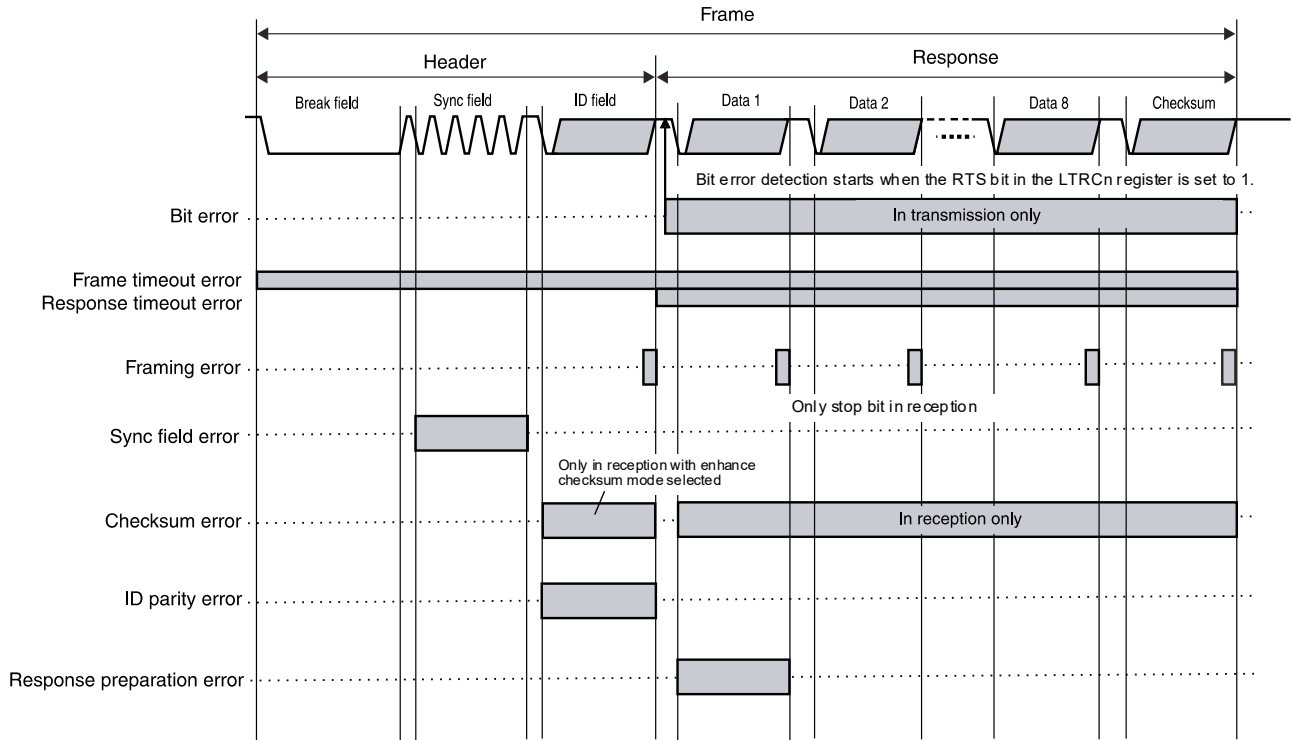 Frame
Header
Response
Break field
Sync field
ID field
Data 1
Data 2
Data 8
Checksum
Bit error detection starts when the RTS bit in the LTRCn register is set to 1.
Bit error
In transmission only
Frame timeout error
Response timeout error
Framing error
Only stop bit in reception
Sync field error
Only in reception with enhance
checksum mode selected
Checksum error
In reception only
ID parity error
Response preparation error